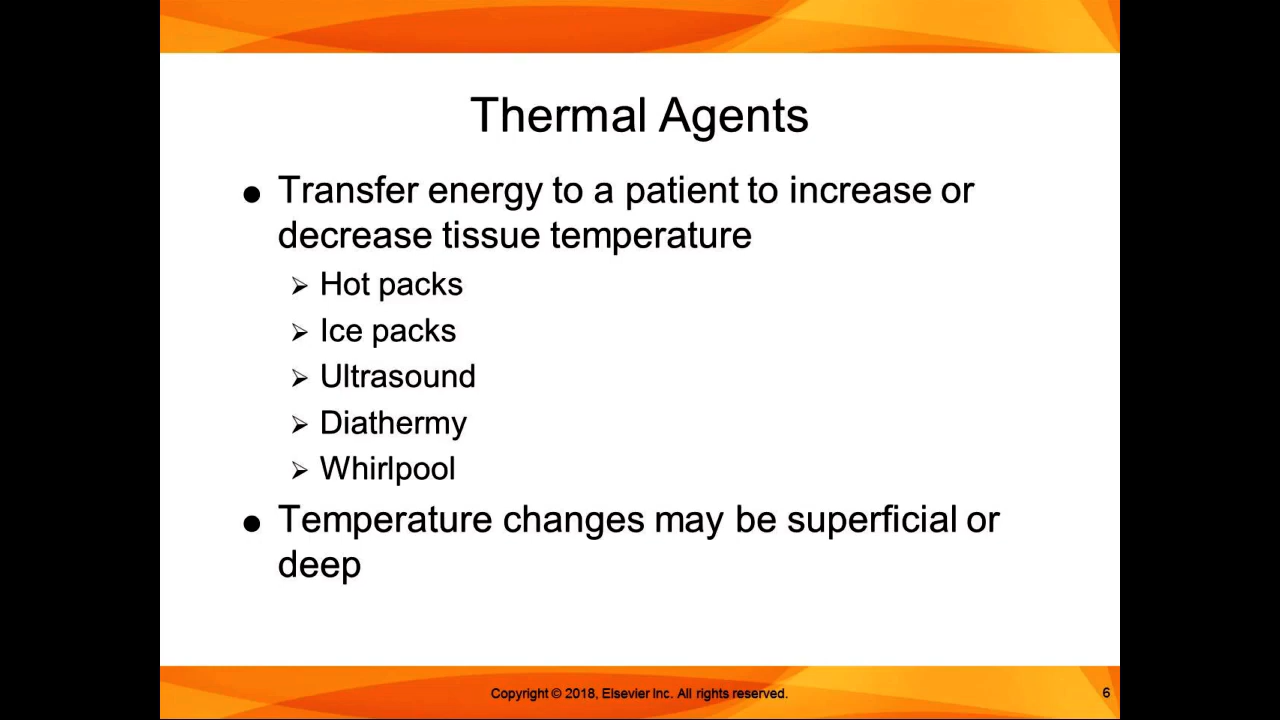 Thermal Agents
● Transfer energy to a patient to increase or
decrease tissue temperature
➢ Hot packs
➢ Ice packs
➢ Ultrasound
➢ Diathermy
➢ Whirlpool
● Temperature changes may be superficial or
deep
Copyright © 2018, Elsevier Inc. All rights reserved.
6